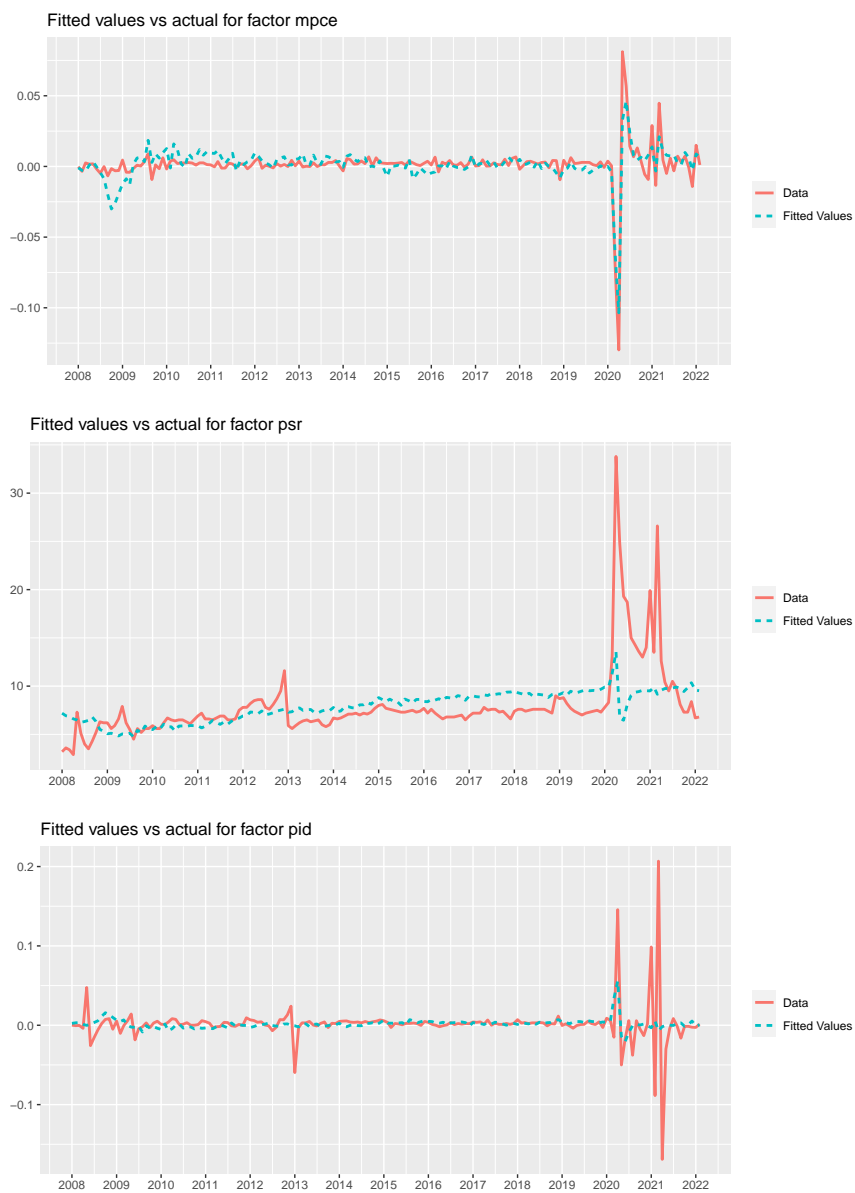 Fitted values vs actual for factor mpce
0.05
0.00
−0.05
−0.10
2008 2009 2010 2011 2012 2013 2014 2015 2016 2017 2018 2019 2020 2021 2022
Data
Fitted Values
Fitted values vs actual for factor psr
30
20
10
2008 2009 2010 2011 2012 2013 2014 2015 2016 2017 2018 2019 2020 2021 2022
Data
Fitted Values
Fitted values vs actual for factor pid
0.2
0.1
0.0
−0.1
2008 2009 2010 2011 2012 2013 2014 2015 2016 2017 2018 2019 2020 2021 2022
Data
Fitted Values